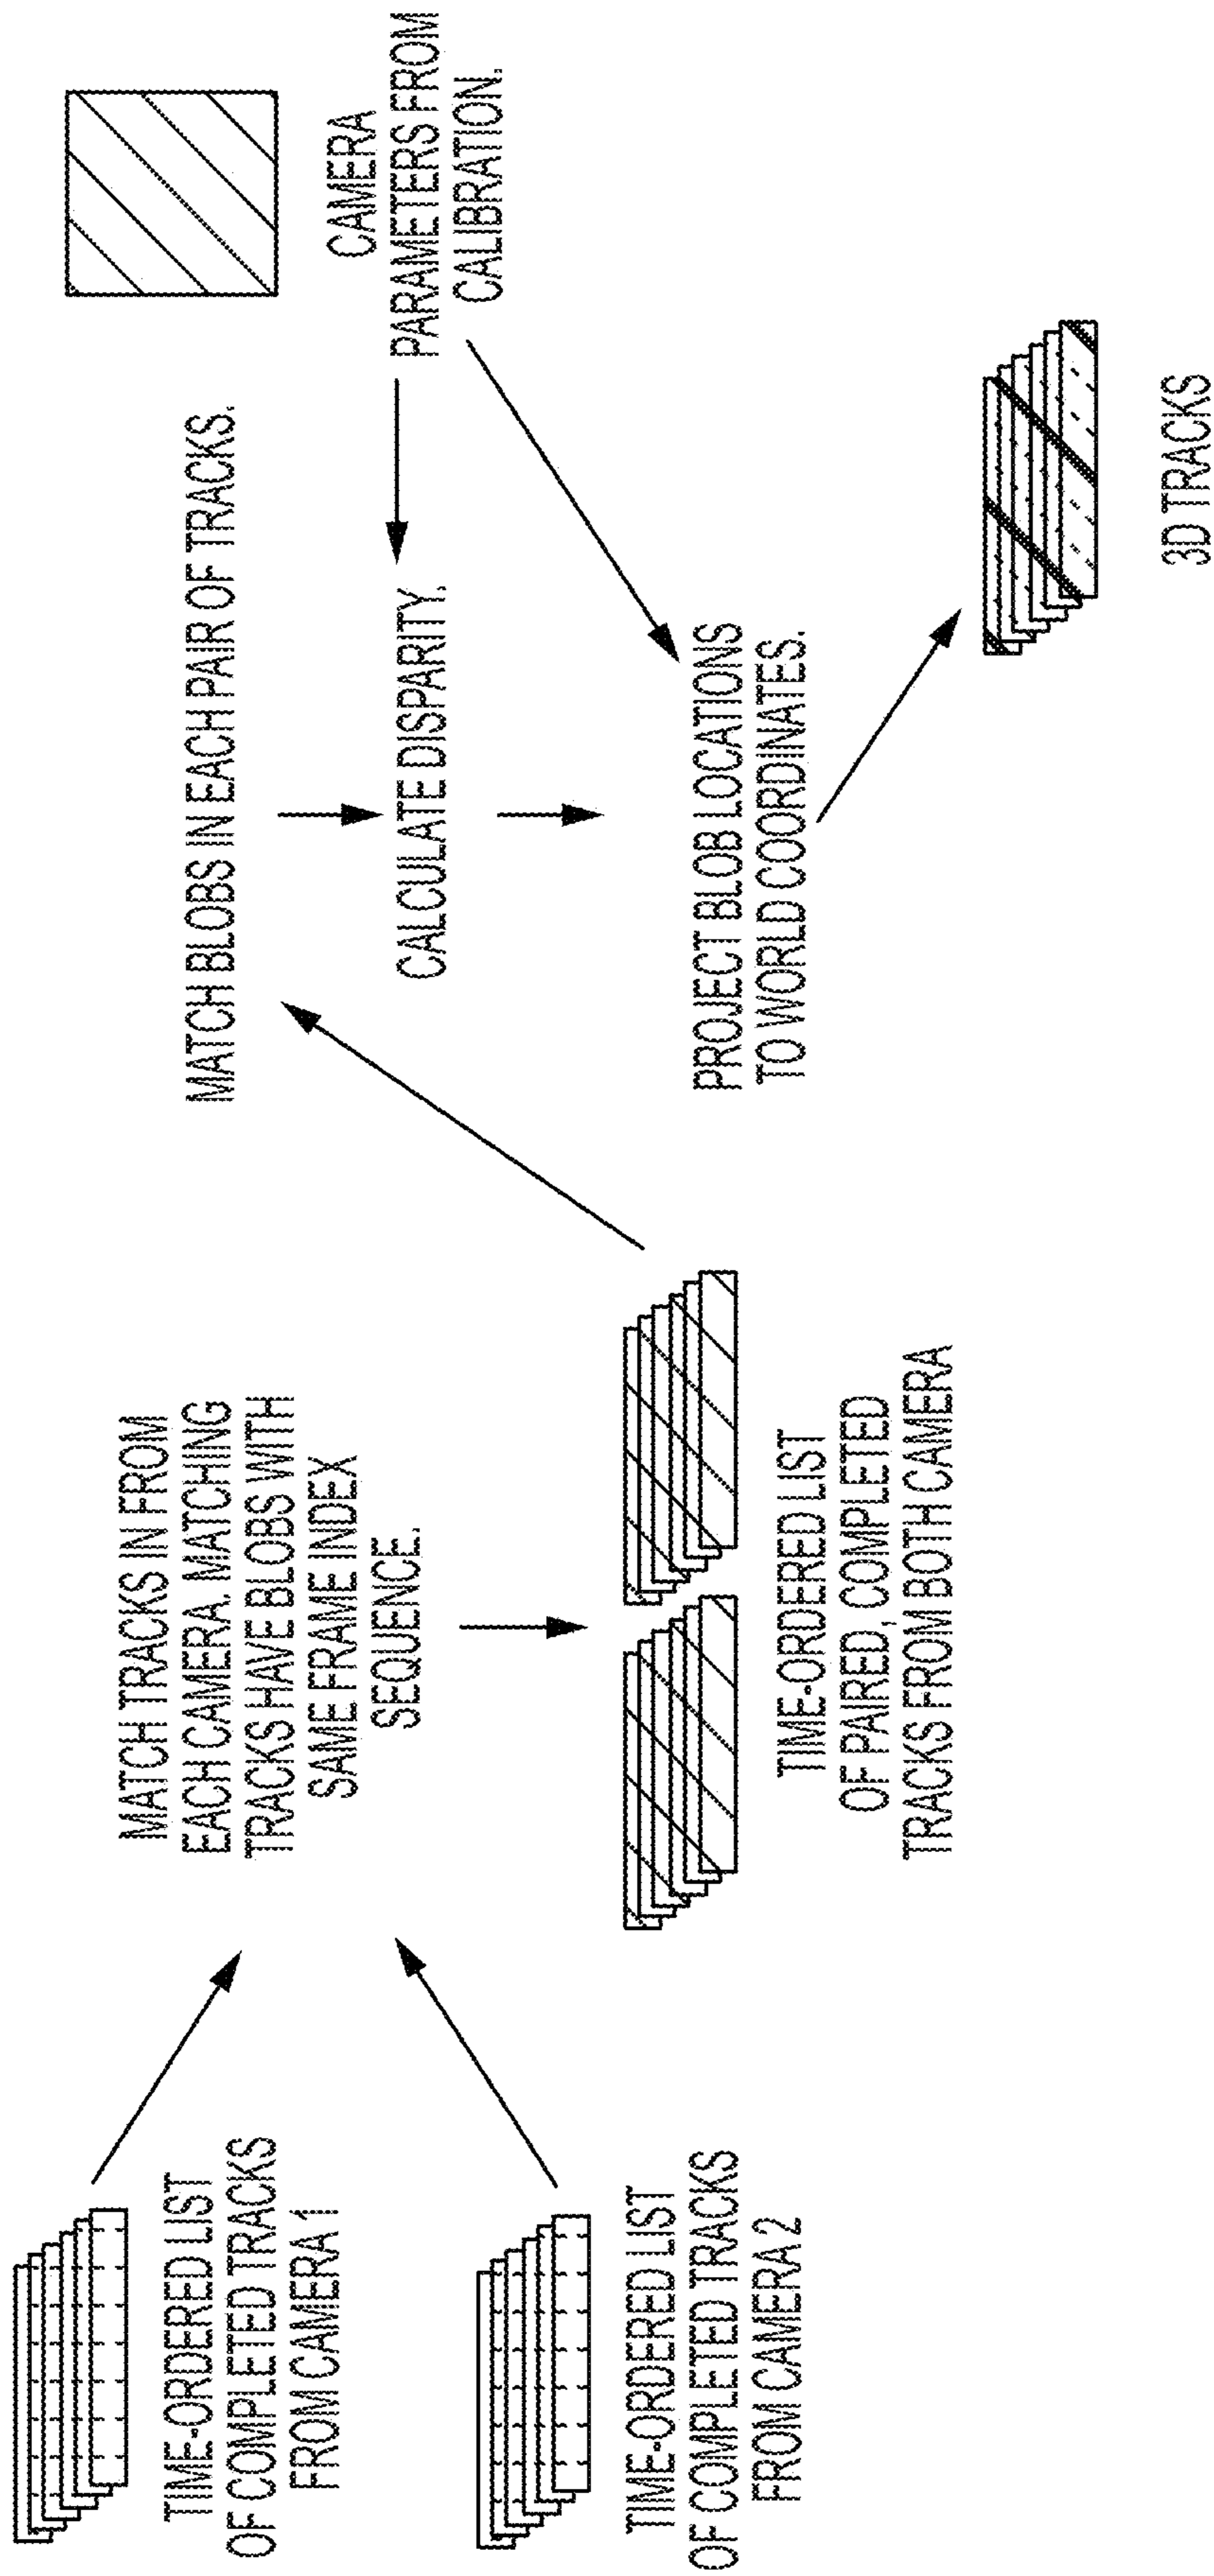 TIME-ORDERED LIST
OF COMPLETED TRACKS
FROM CAMERA 1
TIME-ORDERED LIST
OF COMPLETED TRACKS
FROM CAMERA 2
MATCH TRACKS IN FROM
EACH CAMERA. MATCHING
TRACKS HAVE BLOBS WITH
SAME FRAME INDEX
SEQUENCE.
TIME-ORDERED LIST
OF PAIRED, COMPLETED
TRACKS FROM BOTH CAMERA
MATCH BLOBS IN EACH PAIR OF TRACKS.
CALCULATE DISPARITY.
PROJECT BLOB LOCATIONS
TO WORLD COORDINATES.
CAMERA
PARAMETERS FROM
CALIBRATION.
3D TRACKS